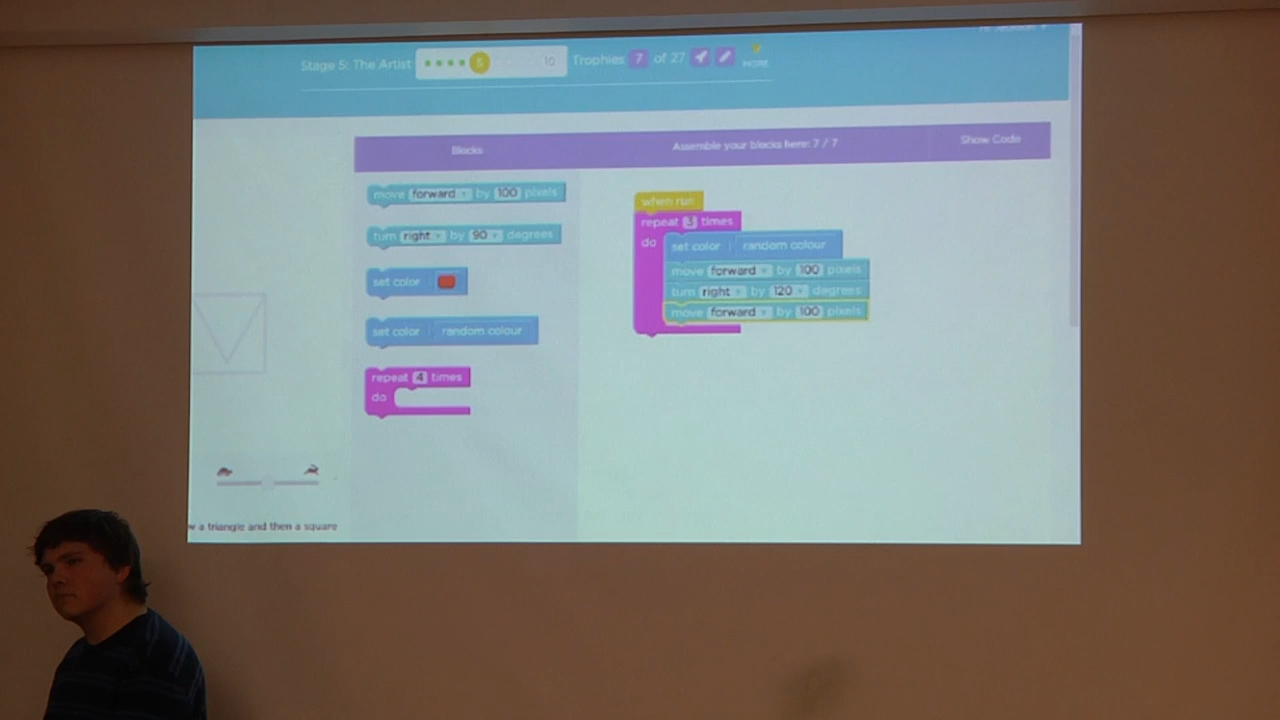 Stage 5: The Artist 5 10 Trophies 7 of 27 MORE
Blocks Assemble your blocks here: 7 / 7 Show Code
move forward by 100 pixels
turn right by 90 degrees
set color
set color random colour
repeat 4 times
do
when run
repeat 3 times
do set color random colour
move forward by 100 pixels
turn right by 120 degrees
move forward by 100 pixels
a triangle and then a square